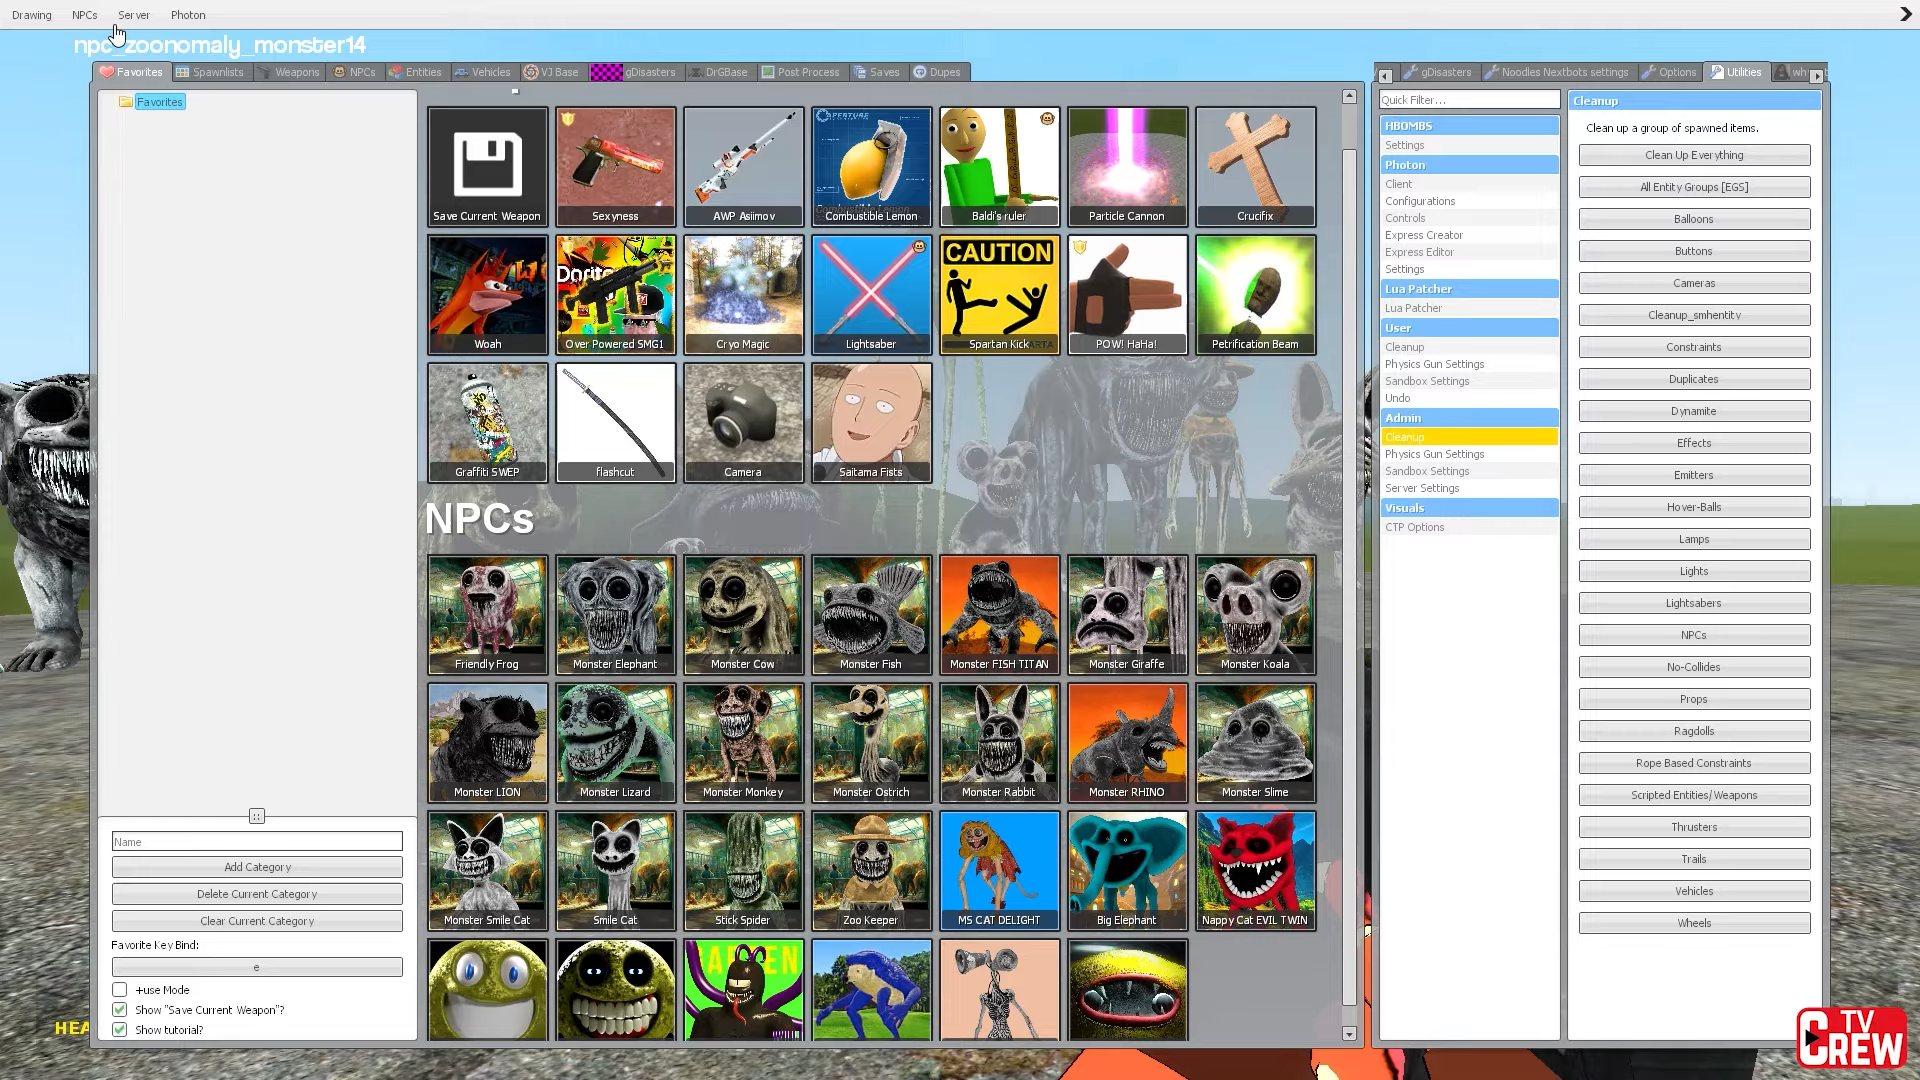 Drawing NPCs Server Photon
npc_zoonomaly_monster14
Favorites Spawnlists Weapons NPCs Entities Vehicles VJ Base gDisasters DrGBase Post Process Saves Dupes
Favorites
Name
Add Category
Delete Current Category
Clear Current Category
Favorite Key Bind:
e
+use Mode
Show "Save Current Weapon"?
Show tutorial?
HEA
Save Current Weapon
Sexyness
AWP Asiimov
APERTURE
Combustible Lemon
Baldi's ruler
Particle Cannon
Crucifix
Woah
Doritos
Over Powered SMG1
Cryo Magic
Lightsaber
CAUTION
Spartan Kick
POW! HaHa!
Petrification Beam
Graffiti SWEP
flashcut
Camera
Saitama Fists
NPCs
Friendly Frog
Monster Elephant
Monster Cow
Monster Fish
Monster FISH TITAN
Monster Giraffe
Monster Koala
Monster LION
Monster Lizard
Monster Monkey
Monster Ostrich
Monster Rabbit
Monster RHINO
Monster Slime
Monster Smile Cat
Smile Cat
Stick Spider
Zoo Keeper
MS CAT DELIGHT
Big Elephant
Nappy Cat EVIL TWIN
gDisasters Noodles Nextbots settings Options Utilities
Quick Filter...
HBOMBS
Settings
Photon
Client
Configurations
Controls
Express Creator
Express Editor
Settings
Lua Patcher
Lua Patcher
User
Cleanup
Physics Gun Settings
Sandbox Settings
Undo
Admin
Cleanup
Physics Gun Settings
Sandbox Settings
Server Settings
Visuals
CTP Options
Cleanup
Clean up a group of spawned items.
Clean Up Everything
All Entity Groups [EGS]
Balloons
Buttons
Cameras
Cleanup_smhentity
Constraints
Duplicates
Dynamite
Effects
Emitters
Hover-Balls
Lamps
Lights
Lightsabers
NPCs
No-Collides
Props
Ragdolls
Rope Based Constraints
Scripted Entities/Weapons
Thrusters
Trails
Vehicles
Wheels
TV
CREW